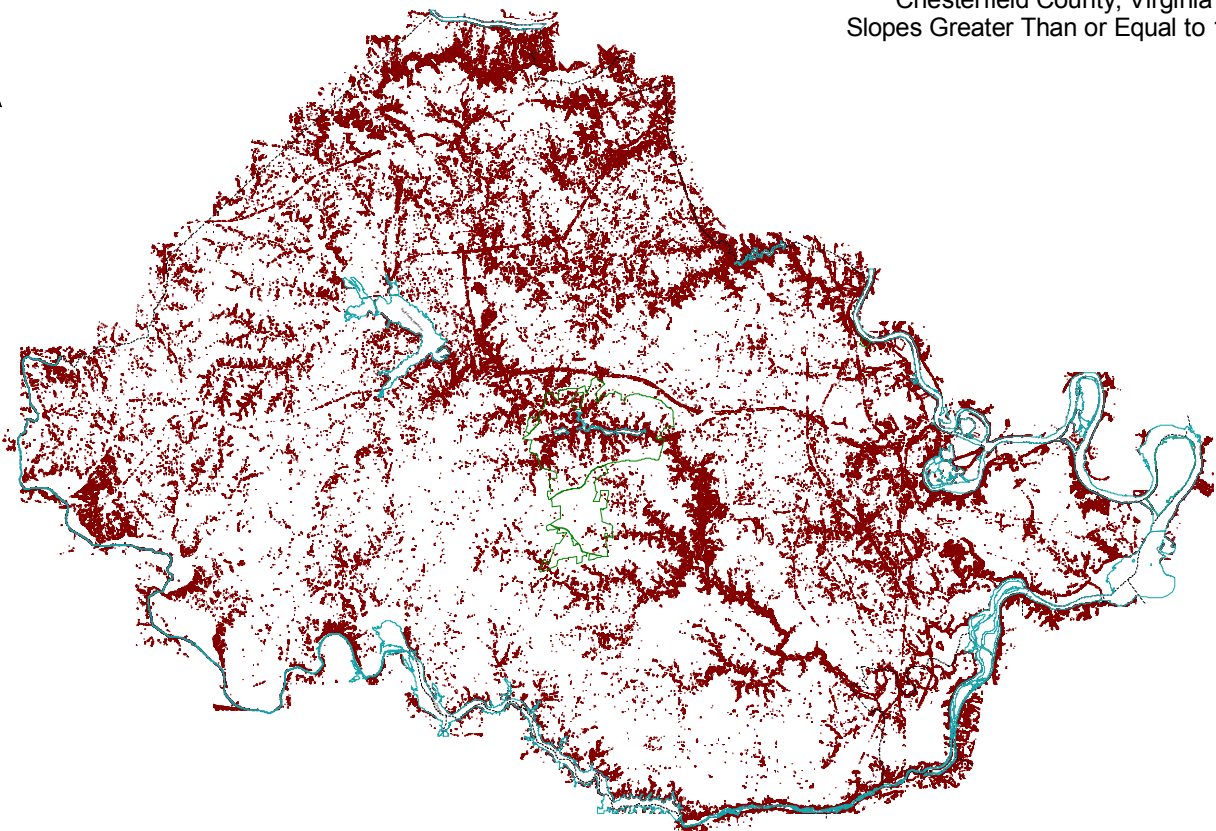 Chesterfield County, Virginia
Slopes Greater Than or Equal to